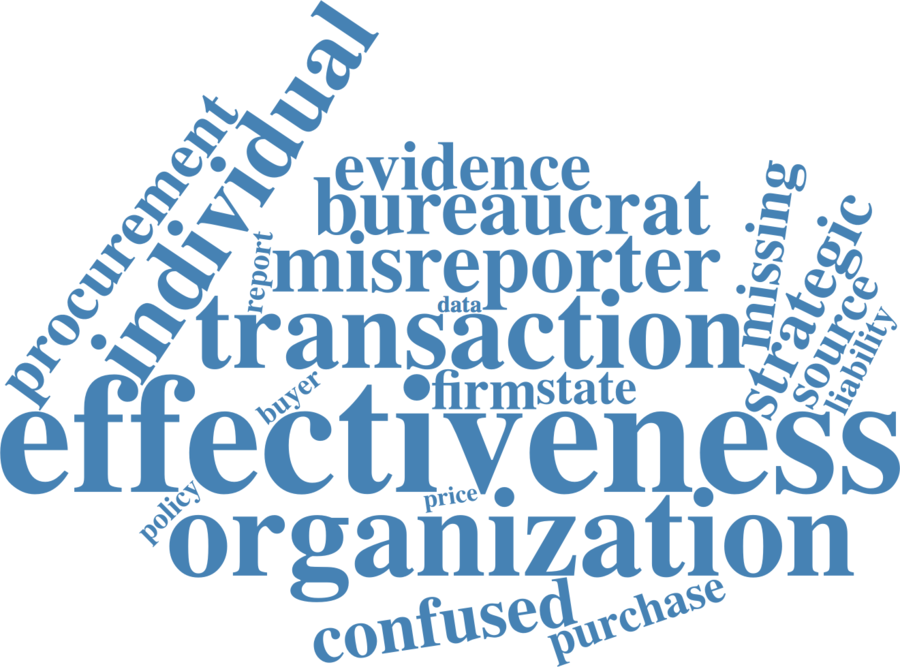 individual
procurement
evidence
bureaucrat
missing
strategic
report
misreporter
data
transaction
source
liability
buyer
firm
state
effectiveness
policy
price
organization
confused
purchase